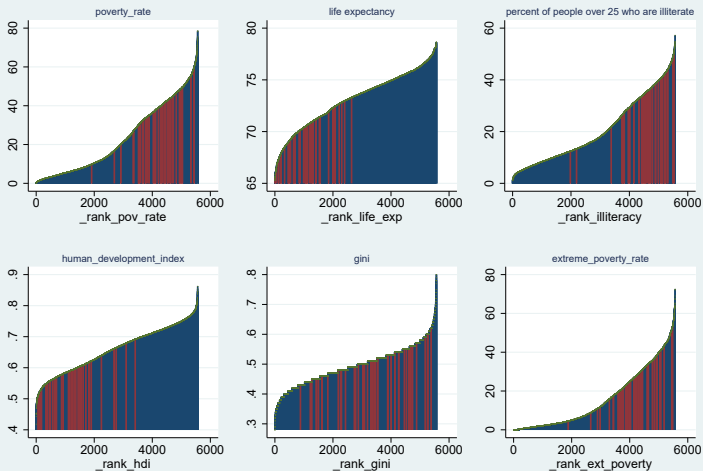 poverty_rate
0 20 40 60 80
0 2000 4000 6000
_rank_pov_rate
life expectancy
65 70 75 80
0 2000 4000 6000
_rank_life_exp
percent of people over 25 who are illiterate
0 20 40 60
0 2000 4000 6000
_rank_illiteracy
human_development_index
.4 .5 .6 .7 .8 .9
0 2000 4000 6000
_rank_hdi
gini
.3 .4 .5 .6 .7 .8
0 2000 4000 6000
_rank_gini
extreme_poverty_rate
0 20 40 60 80
0 2000 4000 6000
_rank_ext_poverty